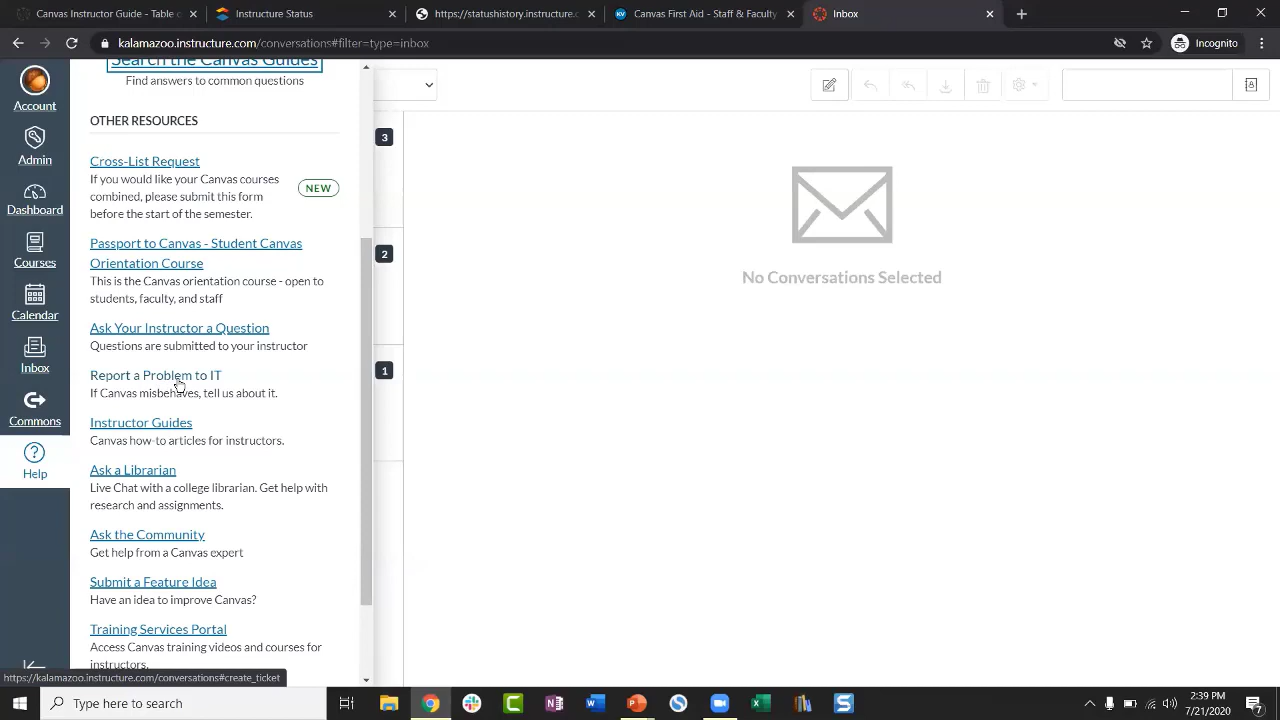 Canvas Guide - Table
Instructure Status
https://statushistory.instructure.c
Canvas First Aid - Staff & Faculty
Inbox
kalamazoo.instructure.com/conversations#filter=type=inbox
Incognito
Search the Canvas Guides
Find answers to common questions
OTHER RESOURCES
Cross-List Request
If you would like your Canvas courses
combined, please submit this form
before the start of the semester.
NEW
Passport to Canvas - Student Canvas
Orientation Course
This is the Canvas orientation course - open to
students, faculty, and staff
Ask Your Instructor a Question
Questions are submitted to your instructor
Report a Problem to IT
If Canvas misbehaves, tell us about it.
Instructor Guides
Canvas how-to articles for instructors.
Ask a Librarian
Live Chat with a college librarian. Get help with
research and assignments.
Ask the Community
Get help from a Canvas expert
Submit a Feature Idea
Have an idea to improve Canvas?
Training Services Portal
Access Canvas training videos and courses for
instructors.
Account
Admin
Dashboard
Courses
Calendar
Inbox
Commons
Help
3
2
1
No Conversations Selected
https://kalamazoo.instructure.com/conversations#create_ticket
Type here to search
2:39 PM
7/21/2020
7